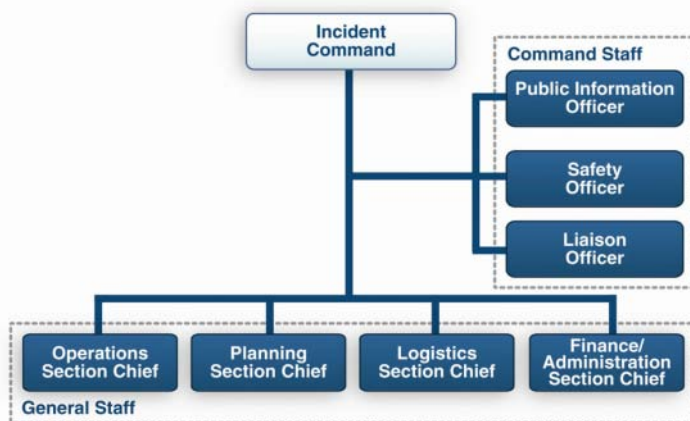 Incident
Command
Command Staff
Public Information
Officer
Safety
Officer
Liaison
Officer
Operations
Section Chief
Planning
Section Chief
Logistics
Section Chief
Finance/
Administration
Section Chief
General Staff